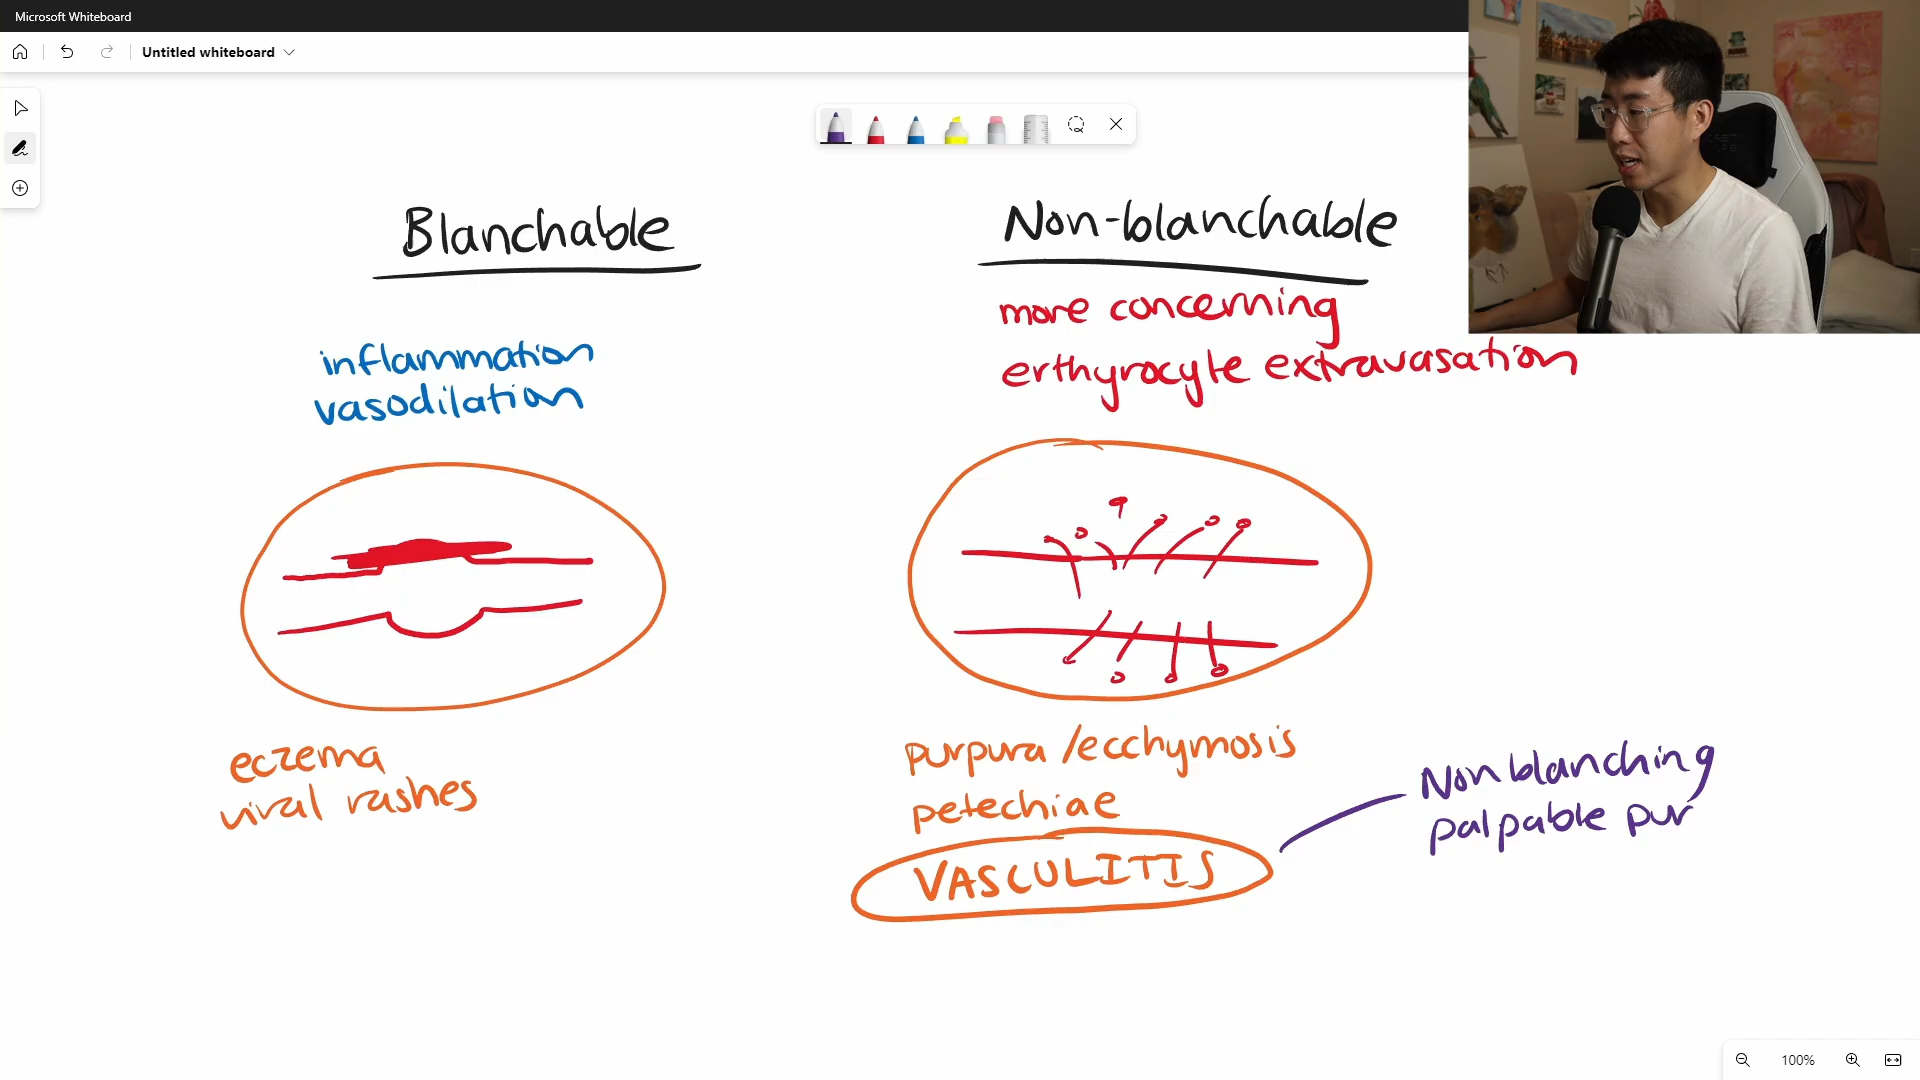 Microsoft Whiteboard
Untitled whiteboard
Blanchable
inflammation
vasodilation
eczema
viral rashes
Non-blanchable
more concerning
erthyrocyte extravasation
purpura /ecchymosis
petechiae
VASCULITIS
Non blanching
palpable pur
100%